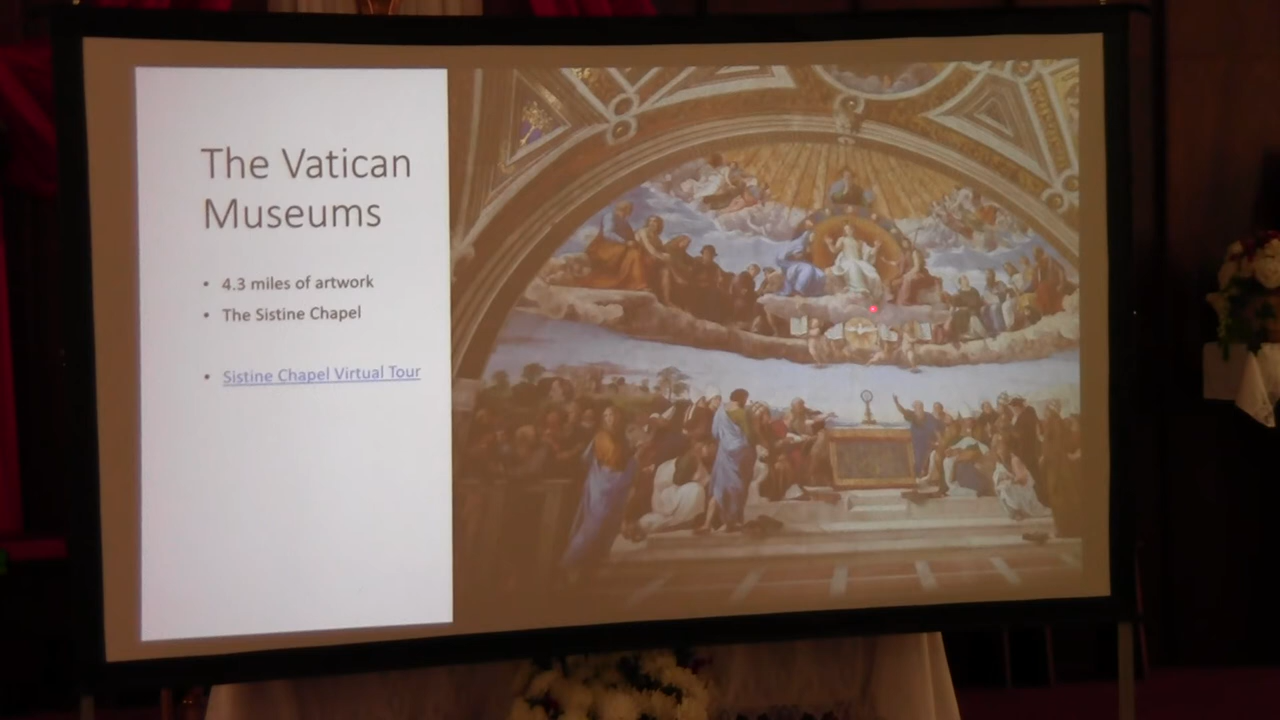 The Vatican
Museums
• 4.3 miles of artwork
• The Sistine Chapel
• Sistine Chapel Virtual Tour